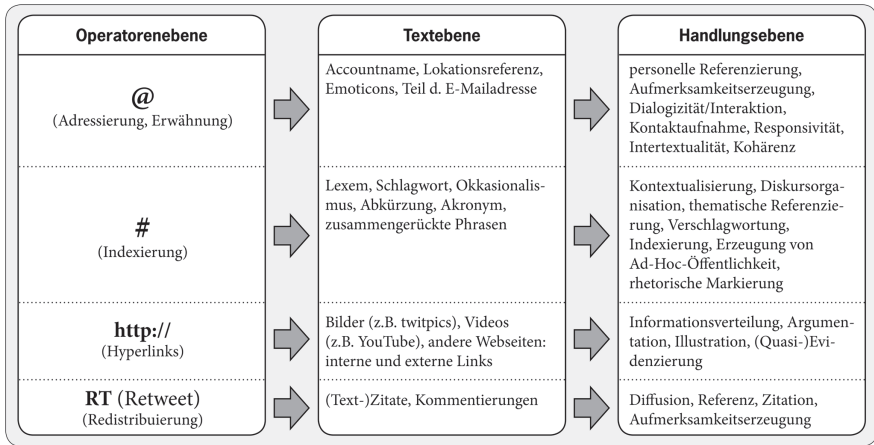 Operatorenebene
Textebene
Handlungsebene
@
(Adressierung, Erwähnung)
Accountname, Lokationsreferenz,
Emoticons, Teil d. E-Mailadresse
personelle Referenzierung,
Aufmerksamkeitserzeugung,
Dialogizität/Interaktion,
Kontaktaufnahme, Responsivität,
Intertextualität, Kohärenz
#
(Indexierung)
Lexem, Schlagwort, Okkasionalis-
mus, Abkürzung, Akronym,
zusammengerückte Phrasen
Kontextualisierung, Diskursorga-
nisation, thematische Referenzie-
rung, Verschlagwortung,
Indexierung, Erzeugung von
Ad-Hoc-Öffentlichkeit,
rhetorische Markierung
http://
(Hyperlinks)
Bilder (z.B. twitpics), Videos
(z.B. YouTube), andere Webseiten:
interne und externe Links
Informationsverteilung, Argumen-
tation, Illustration, (Quasi-)Evi-
denzierung
RT (Retweet)
(Redistribuierung)
(Text-)Zitate, Kommentierungen
Diffusion, Referenz, Zitation,
Aufmerksamkeitserzeugung